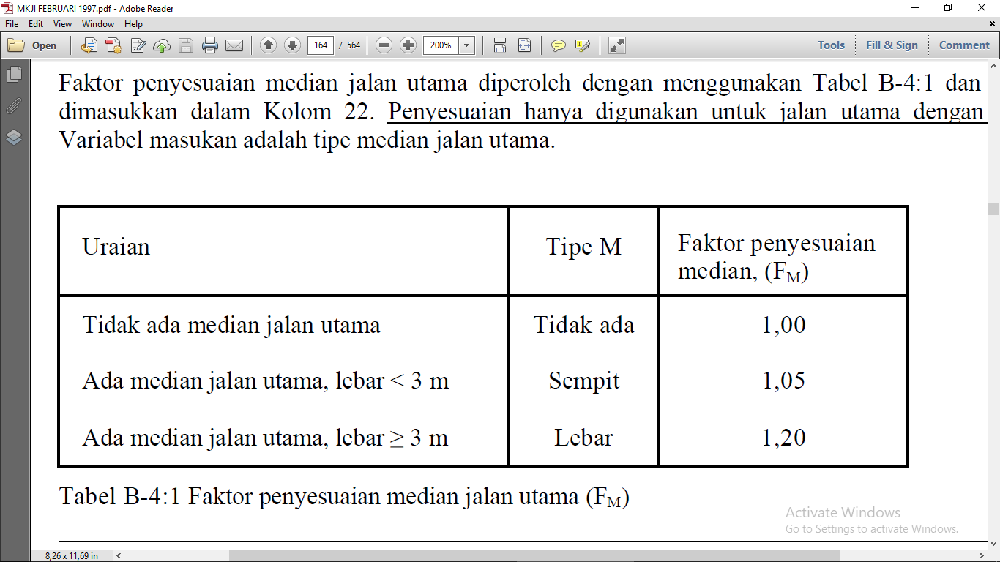 MKJI FEBRUARI 1997.pdf - Adobe Reader
File Edit View Window Help
Open 164 / 564 200% Tools Fill & Sign Comment
Faktor penyesuaian median jalan utama diperoleh dengan menggunakan Tabel B-4:1 dan
dimasukkan dalam Kolom 22. Penyesuaian hanya digunakan untuk jalan utama dengan
Variabel masukan adalah tipe median jalan utama.
Uraian Tipe M Faktor penyesuaian
median, (FM)
Tidak ada median jalan utama Tidak ada 1,00
Ada median jalan utama, lebar < 3 m Sempit 1,05
Ada median jalan utama, lebar ≥ 3 m Lebar 1,20
Tabel B-4:1 Faktor penyesuaian median jalan utama (FM)
Activate Windows
Go to Settings to activate Windows.
8,26 x 11,69 in